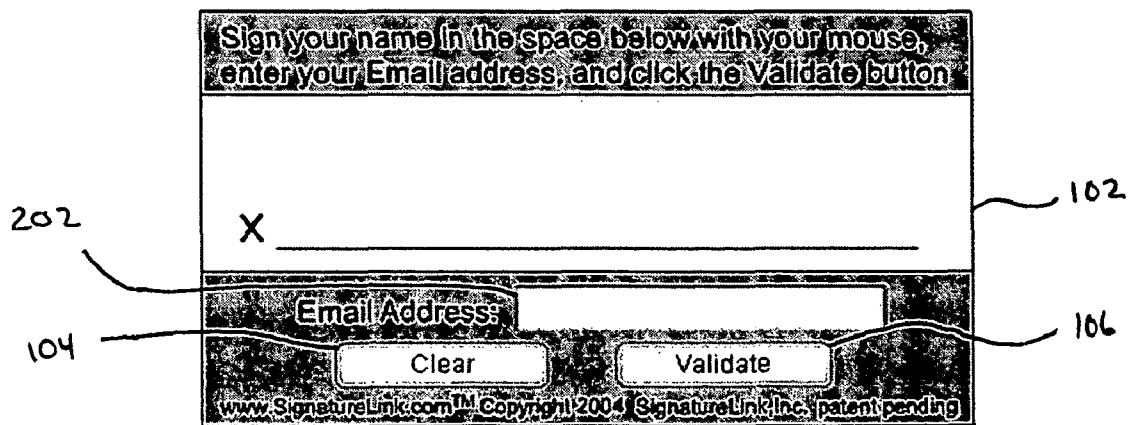 Sign your name in the space below with your mouse,
enter your Email address, and click the Validate button
102
202
X
Email Address:
104
106
Clear
Validate
www.SignatureLink.com™ Copyright 2004 SignatureLink, Inc. patent pending